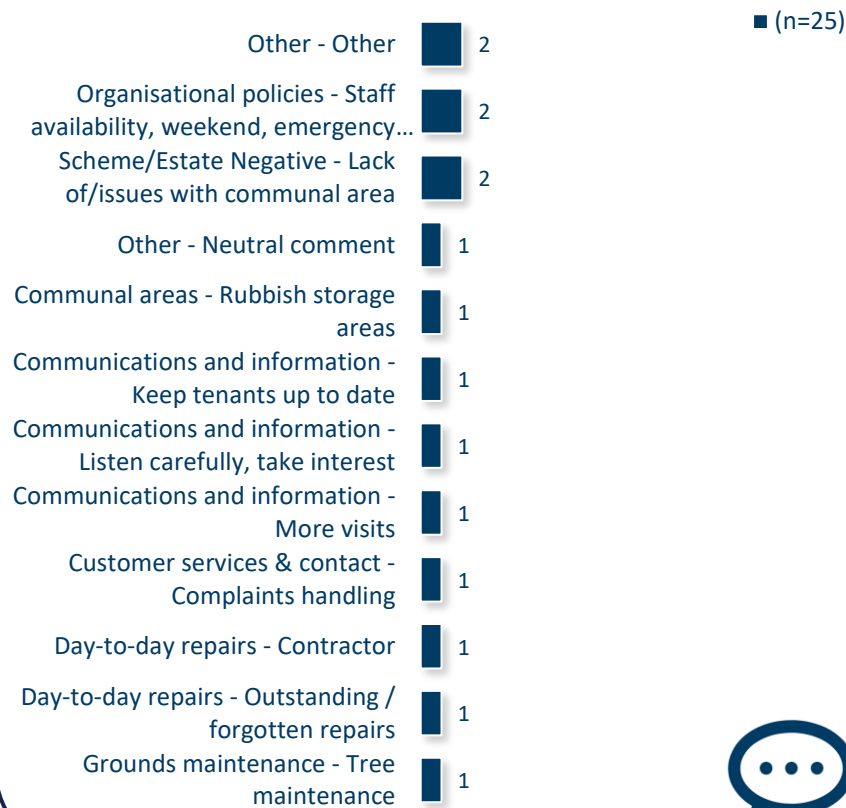 ■ (n=25)
Other - Other 2
Organisational policies - Staff
availability, weekend, emergency... 2
Scheme/Estate Negative - Lack
of/issues with communal area 2
Other - Neutral comment 1
Communal areas - Rubbish storage
areas 1
Communications and information -
Keep tenants up to date 1
Communications and information -
Listen carefully, take interest 1
Communications and information -
More visits 1
Customer services & contact -
Complaints handling 1
Day-to-day repairs - Contractor 1
Day-to-day repairs - Outstanding /
forgotten repairs 1
Grounds maintenance - Tree
maintenance 1